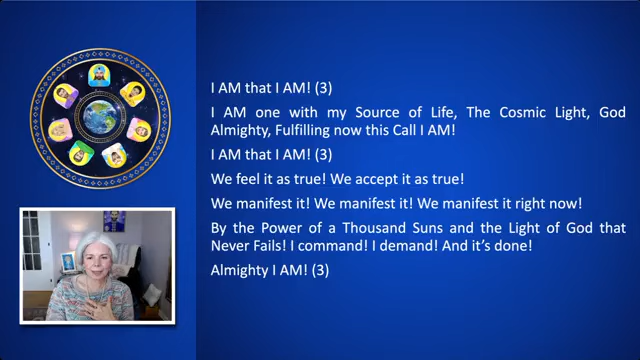 I AM that I AM! (3)
I AM one with my Source of Life, The Cosmic Light, God
Almighty, Fulfilling now this Call I AM!
I AM that I AM! (3)
We feel it as true! We accept it as true!
We manifest it! We manifest it! We manifest it right now!
By the Power of a Thousand Suns and the Light of God that
Never Fails! I command! I demand! And it’s done!
Almighty I AM! (3)